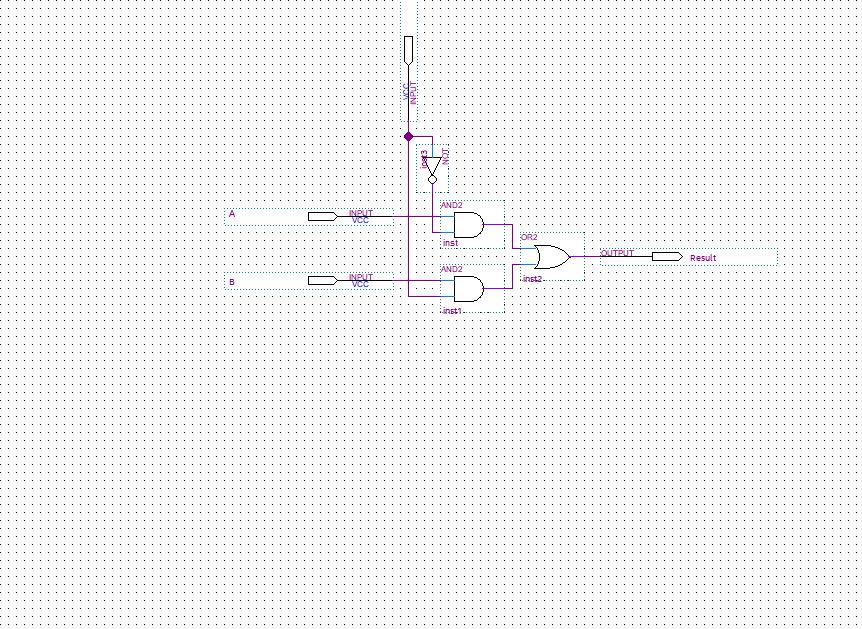 VCC
INPUT
inst3
NOT
AND2
A
INPUT
VCC
inst
OR2
OUTPUT
Result
AND2
B
INPUT
VCC
inst2
inst1